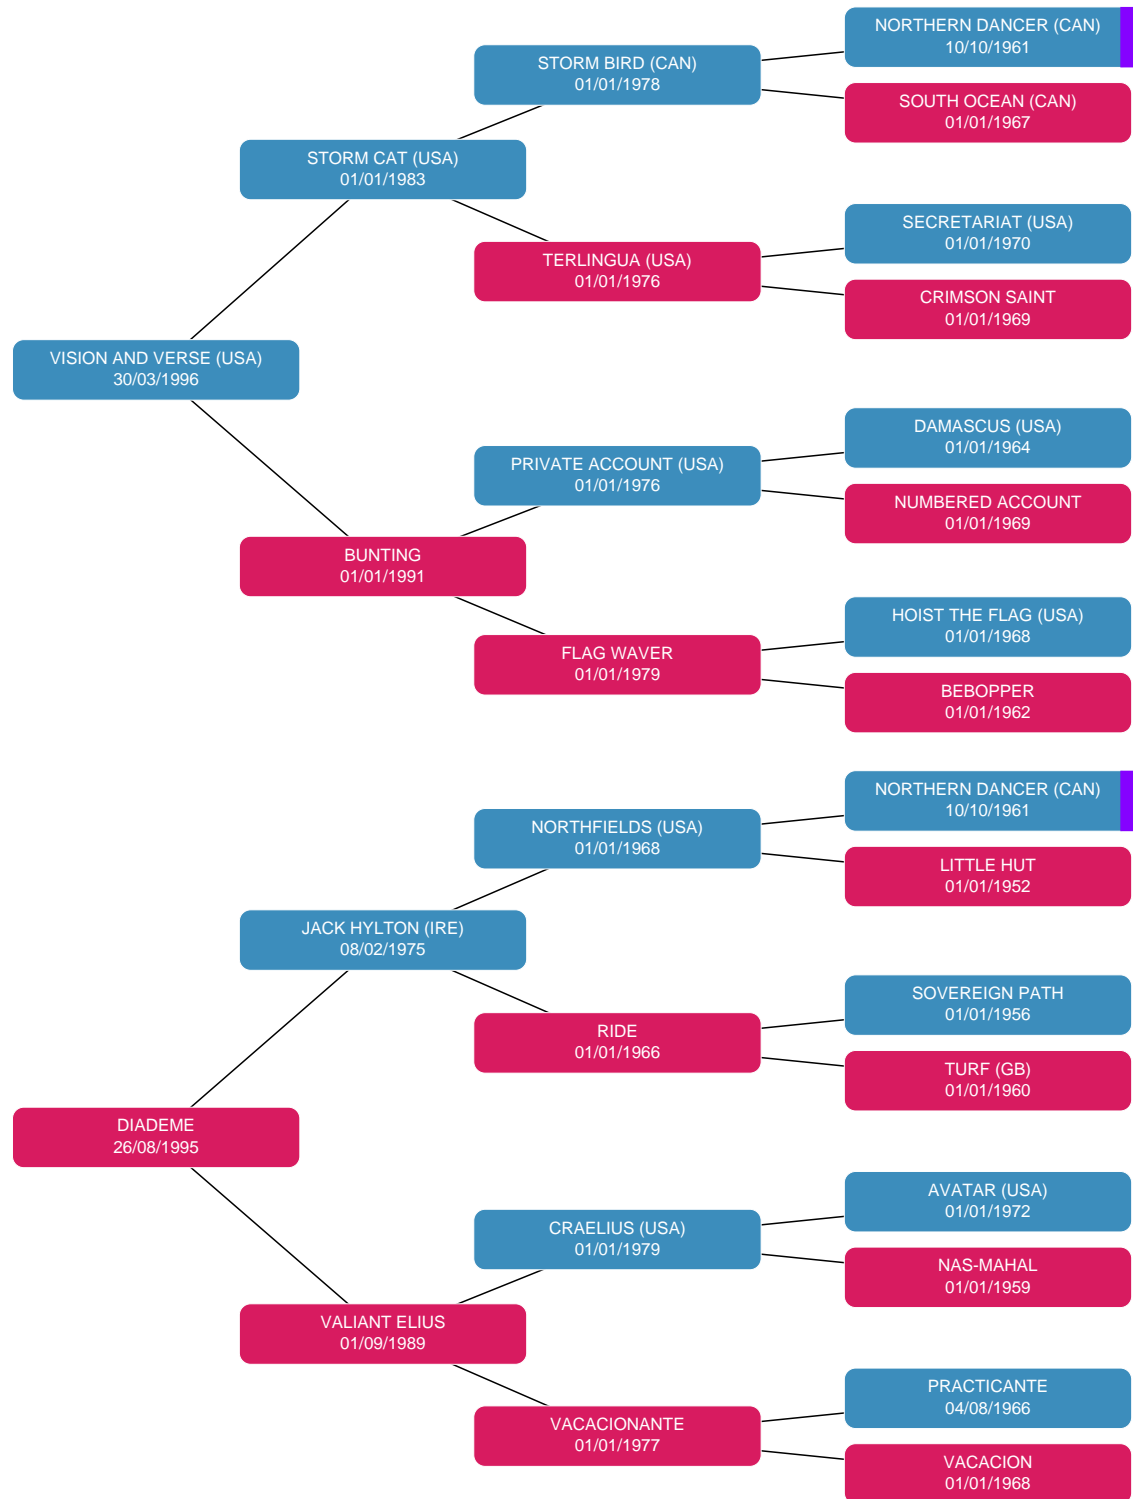 NORTHERN DANCER (CAN)
10/10/1961
STORM BIRD (CAN)
01/01/1978
SOUTH OCEAN (CAN)
01/01/1967
STORM CAT (USA)
01/01/1983
SECRETARIAT (USA)
01/01/1970
TERLINGUA (USA)
01/01/1976
CRIMSON SAINT
01/01/1969
VISION AND VERSE (USA)
30/03/1996
DAMASCUS (USA)
01/01/1964
PRIVATE ACCOUNT (USA)
01/01/1976
NUMBERED ACCOUNT
01/01/1969
BUNTING
01/01/1991
HOIST THE FLAG (USA)
01/01/1968
FLAG WAVER
01/01/1979
BEBOPPER
01/01/1962
NORTHERN DANCER (CAN)
10/10/1961
NORTHFIELDS (USA)
01/01/1968
LITTLE HUT
01/01/1952
JACK HYLTON (IRE)
08/02/1975
SOVEREIGN PATH
01/01/1956
RIDE
01/01/1966
TURF (GB)
01/01/1960
DIADEME
26/08/1995
AVATAR (USA)
01/01/1972
CRAELIUS (USA)
01/01/1979
NAS-MAHAL
01/01/1959
VALIANT ELIUS
01/09/1989
PRACTICANTE
04/08/1966
VACACIONANTE
01/01/1977
VACACION
01/01/1968